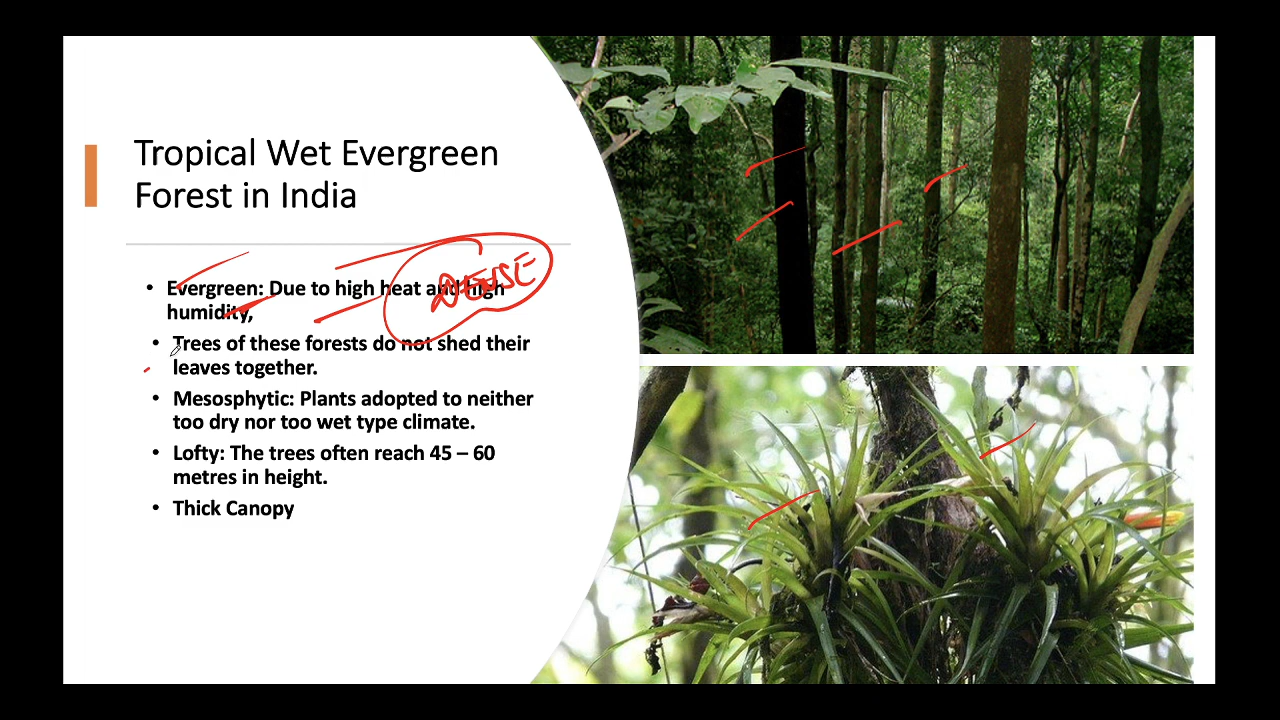 Tropical Wet Evergreen
Forest in India
• Evergreen: Due to high heat and high
humidity,
DENSE
• Trees of these forests do not shed their
leaves together.
• Mesosphytic: Plants adopted to neither
too dry nor too wet type climate.
• Lofty: The trees often reach 45 – 60
metres in height.
• Thick Canopy